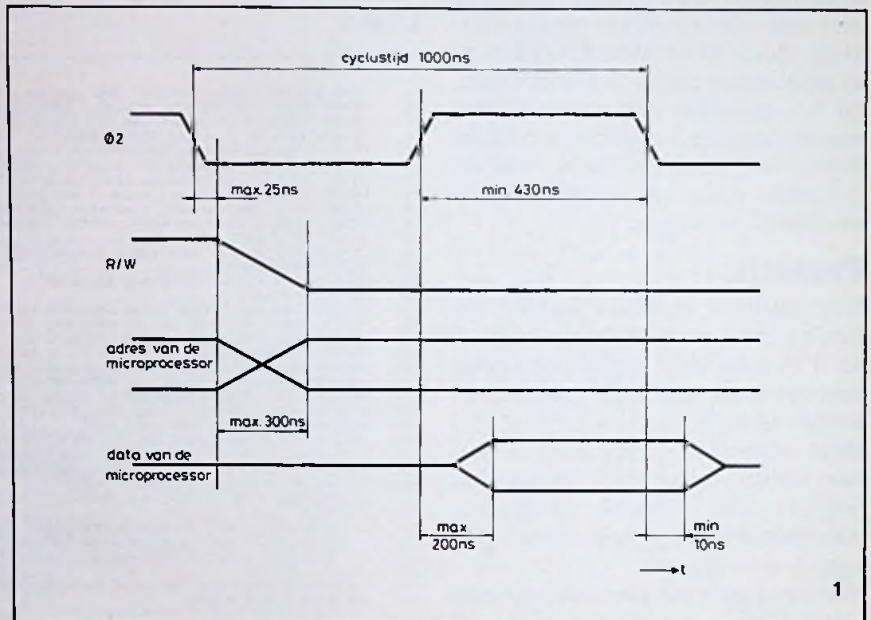 cyclustijd 1000ns
Ø2
max. 25ns
min. 430ns
R/W
adres van de
microprocessor
max. 300ns
data van de
microprocessor
max.
200ns
min
10ns
t
1